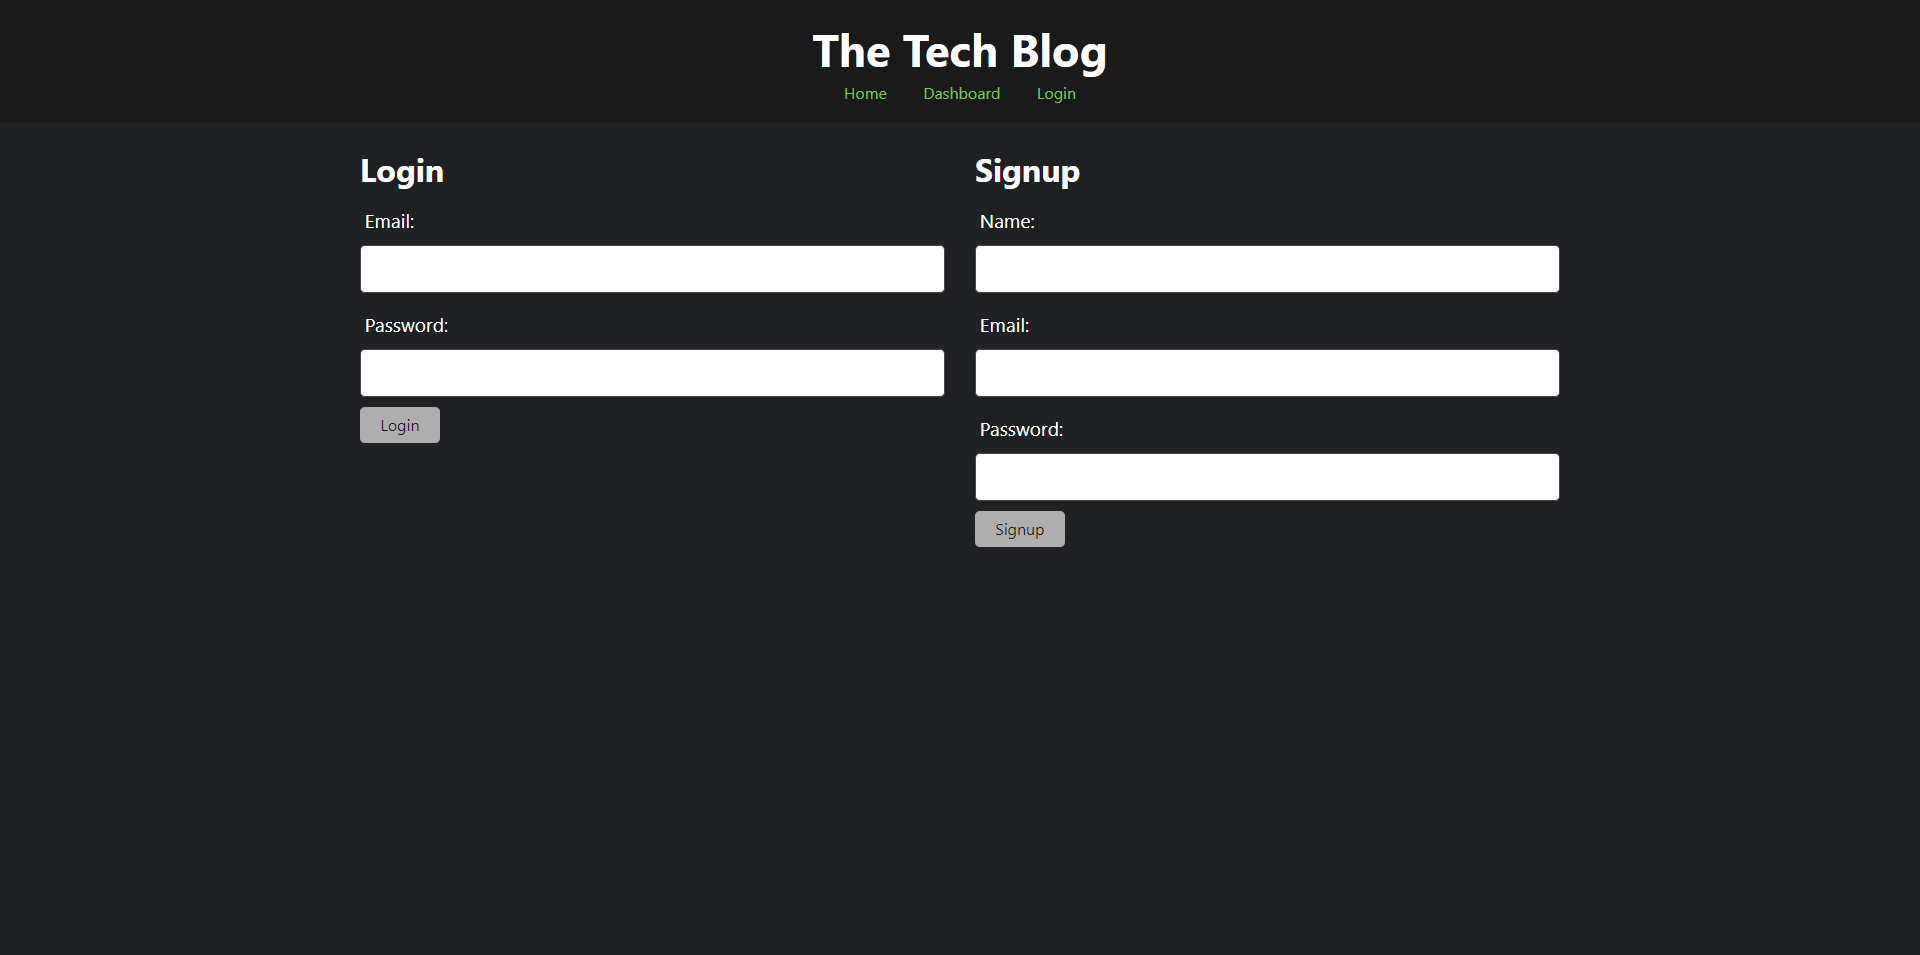 The Tech Blog
Home Dashboard Login
Login
Email:
Password:
Login
Signup
Name:
Email:
Password:
Signup